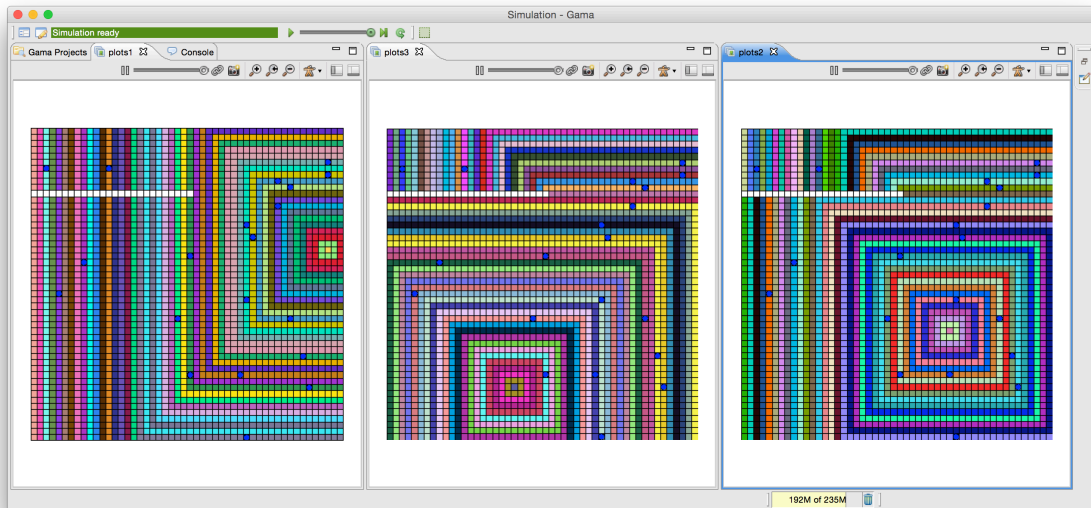 Simulation - Gama
Simulation ready
Gama Projects plots1 Console
plots3
plots2
192M of 235M